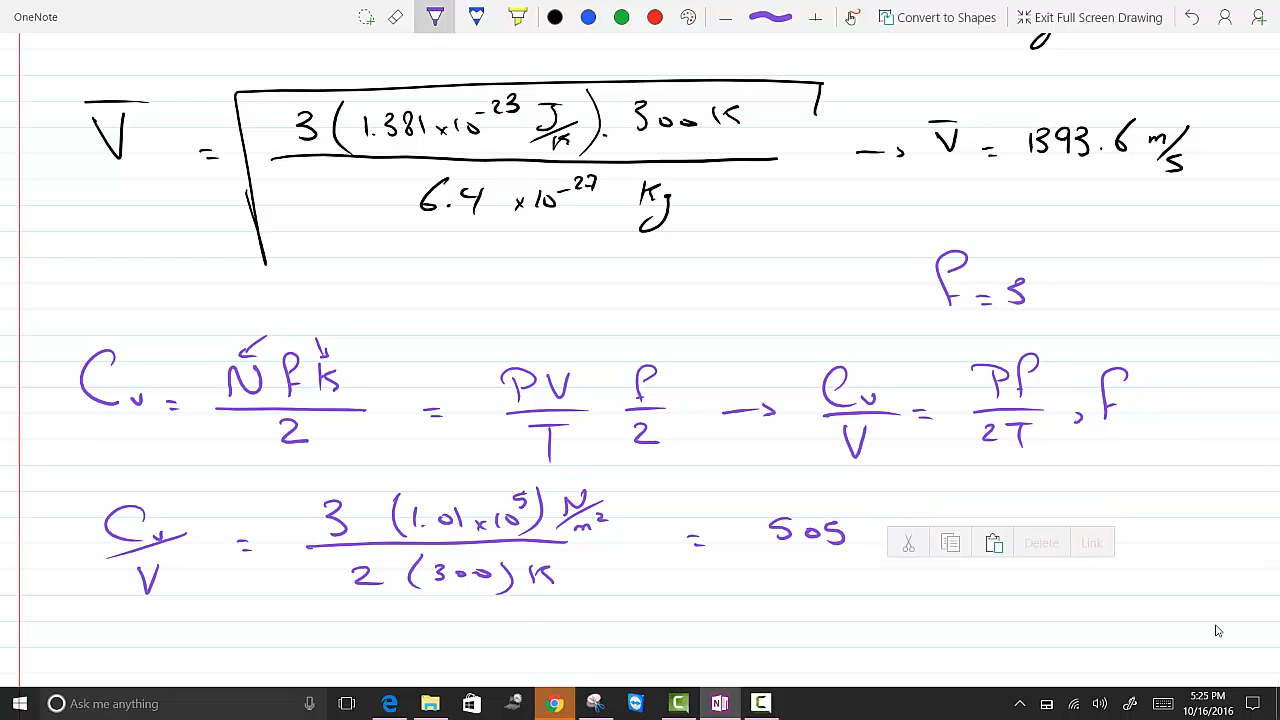 OneNote
Convert to Shapes
Exit Full Screen Drawing
V̅ = √(3 (1.381×10⁻²³ J/K) · 300 K / 6.4 ×10⁻²⁷ Kg) → V̅ = 1393.6 m/s
f = 3
Cᵥ = N f K / 2 = PV/T f/2 → Cᵥ/V = Pf/2T , f
Cᵥ/V = 3 (1.01×10⁵) N/m² / 2 (300) K = 505
Delete
Link
Ask me anything
5:25 PM
10/16/2016